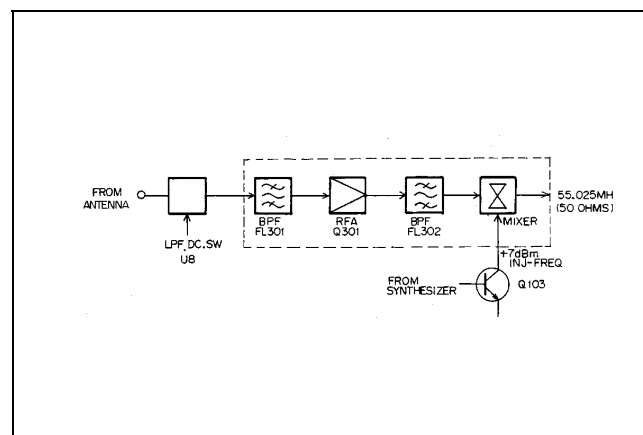 FROM
ANTENNA
LPF.DC.SW
U8
BPF
FL301
RFA
Q301
BPF
FL302
MIXER
55.025MH
(50 OHMS)
+7dBm
INJ-FREQ
FROM
SYNTHESIZER
Q103